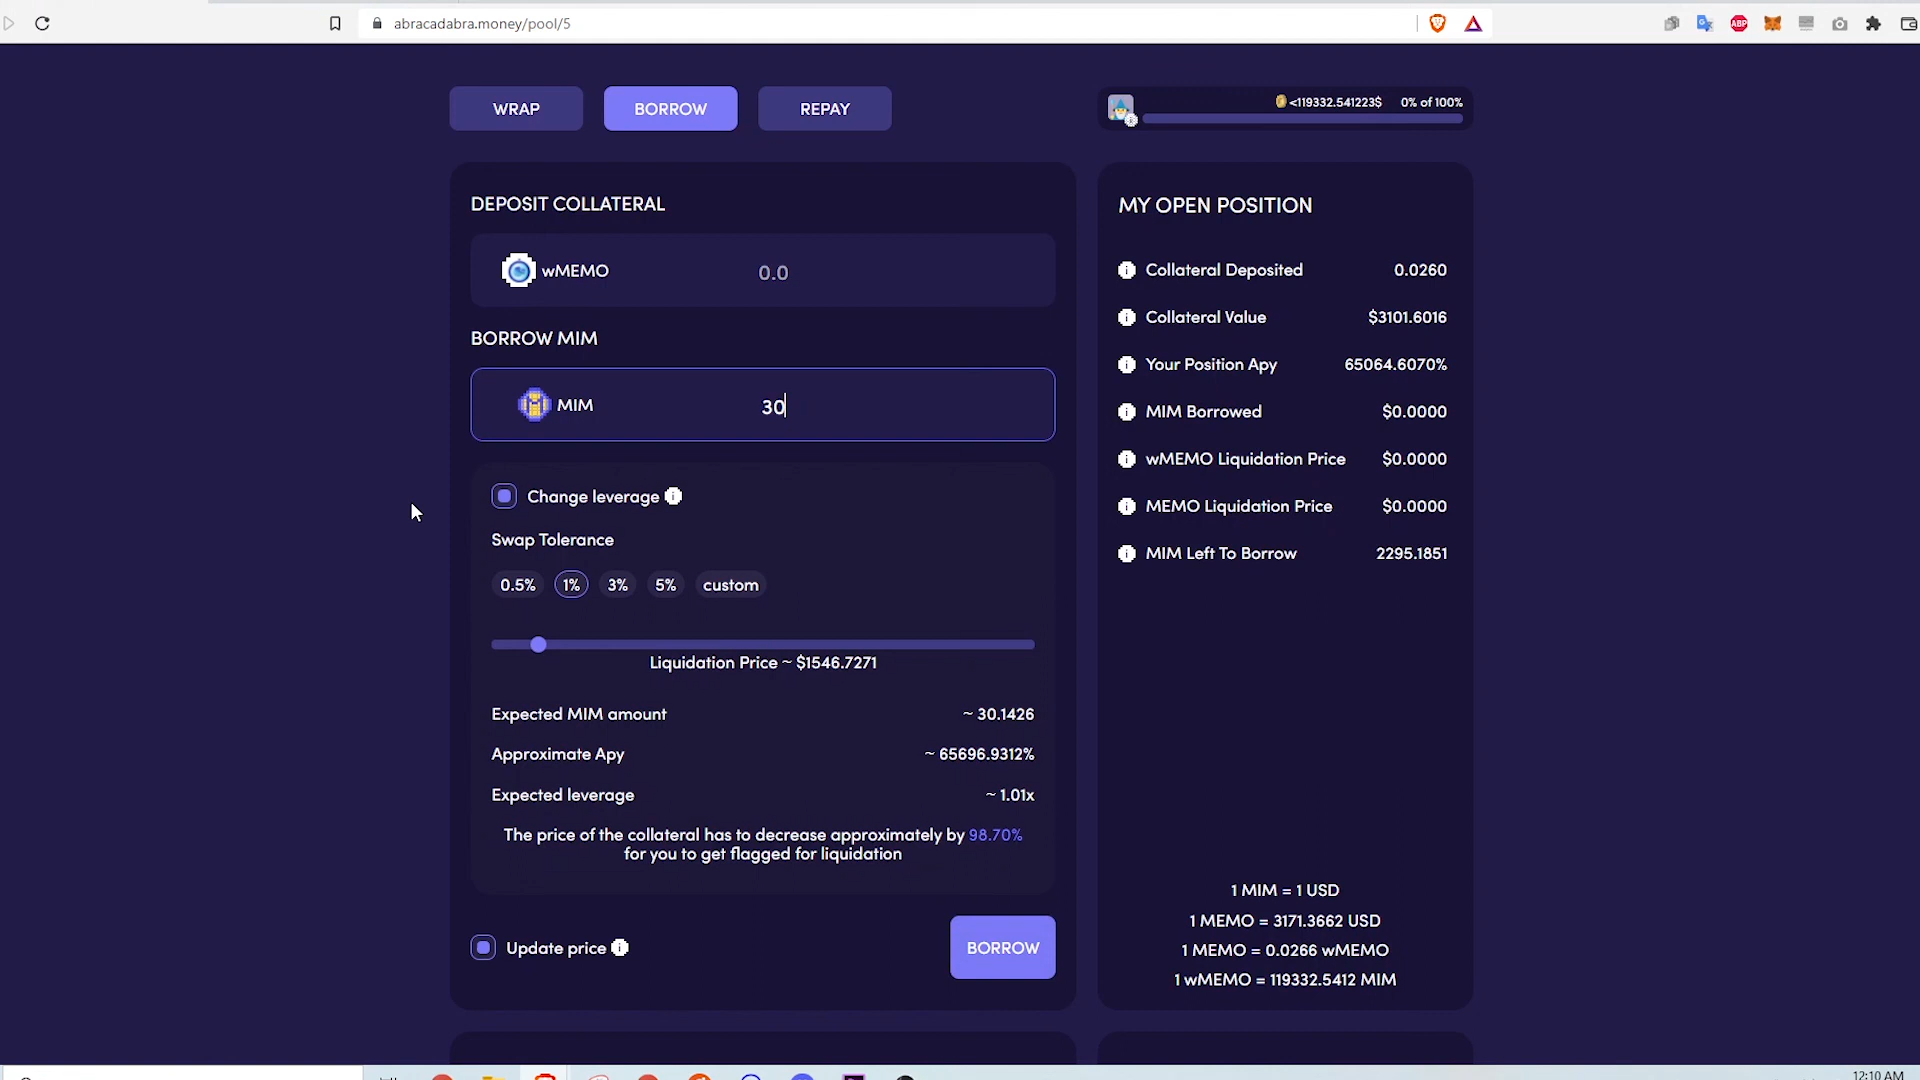 abracadabra.money/pool/5
ABP
WRAP
BORROW
REPAY
<119332.541223$ 0% of 100%
DEPOSIT COLLATERAL
wMEMO 0.0
BORROW MIM
MIM 30
Change leverage
Swap Tolerance
0.5% 1% 3% 5% custom
Liquidation Price ~ $1546.7271
Expected MIM amount ~ 30.1426
Approximate Apy ~ 65696.9312%
Expected leverage ~ 1.01x
The price of the collateral has to decrease approximately by 98.70%
for you to get flagged for liquidation
Update price
BORROW
MY OPEN POSITION
Collateral Deposited 0.0260
Collateral Value $3101.6016
Your Position Apy 65064.6070%
MIM Borrowed $0.0000
wMEMO Liquidation Price $0.0000
MEMO Liquidation Price $0.0000
MIM Left To Borrow 2295.1851
1 MIM = 1 USD
1 MEMO = 3171.3662 USD
1 MEMO = 0.0266 wMEMO
1 wMEMO = 119332.5412 MIM
12:10 AM